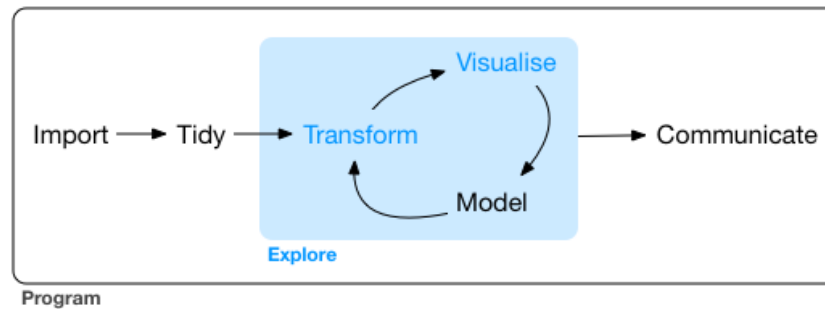 Visualise
Import
Tidy
Transform
Communicate
Model
Explore
Program